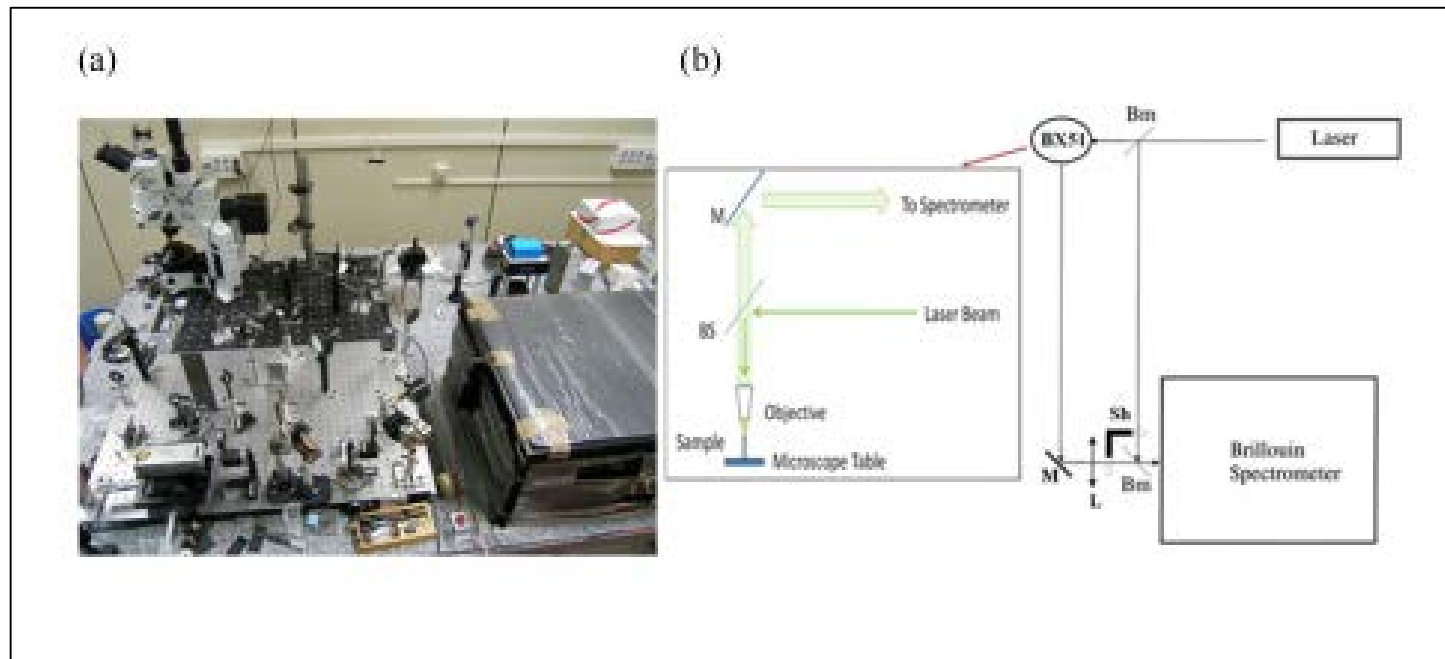 (a)
(b)
Bm
BX51
Laser
M
To Spectrometer
BS
Laser Beam
Objective
Sample
Microscope Table
Sh
M
L
Bm
Brillouin
Spectrometer